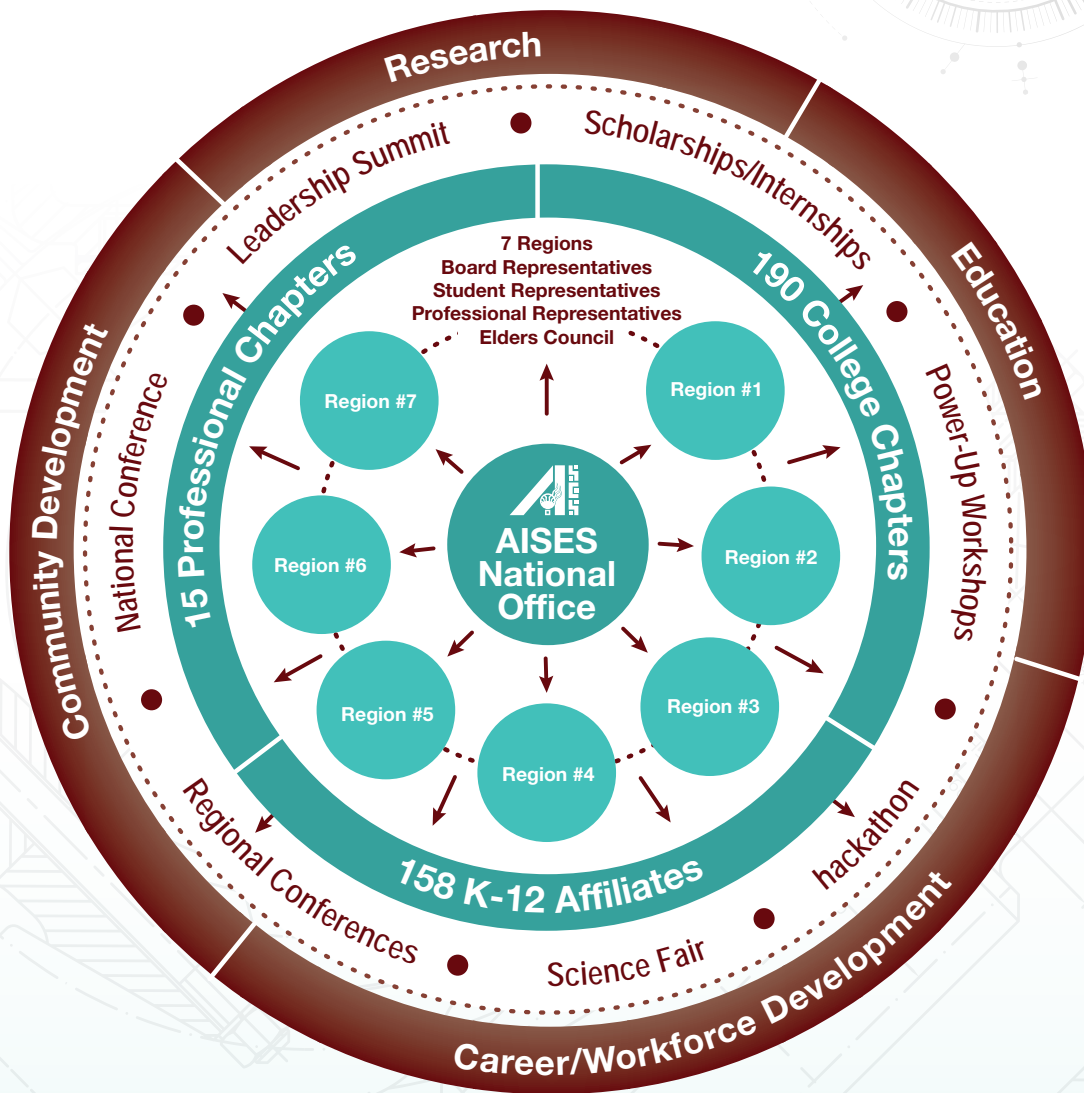 Research
Education
Career/Workforce Development
Community Development
Leadership Summit
Scholarships/Internships
Power-Up Workshops
hackathon
Science Fair
Regional Conferences
National Conference
15 Professional Chapters
190 College Chapters
158 K-12 Affiliates
7 Regions
Board Representatives
Student Representatives
Professional Representatives
Elders Council
Region #1
Region #2
Region #3
Region #4
Region #5
Region #6
Region #7
AISES
National
Office